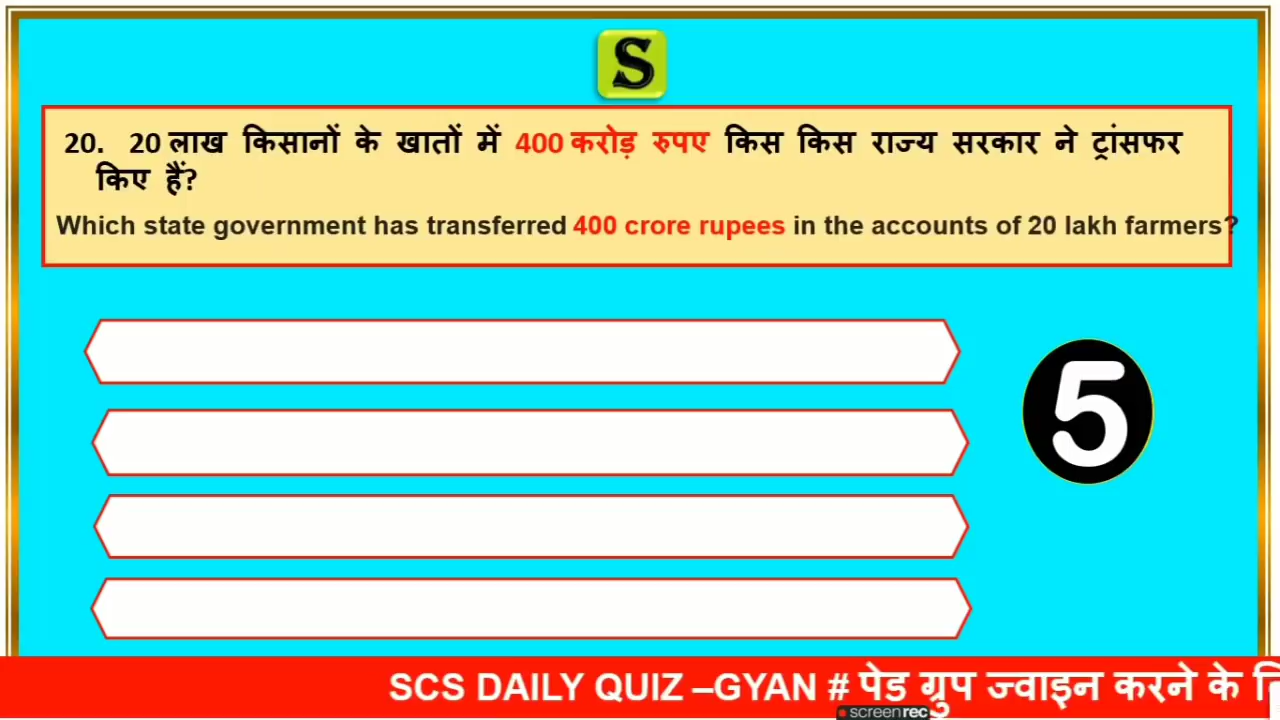 S
20. 20 लाख किसानों के खातों में 400 करोड़ रुपए किस किस राज्य सरकार ने ट्रांसफर
किए हैं?
Which state government has transferred 400 crore rupees in the accounts of 20 lakh farmers?
5
SCS DAILY QUIZ –GYAN # पेड ग्रुप ज्वाइन करने के
screenrec